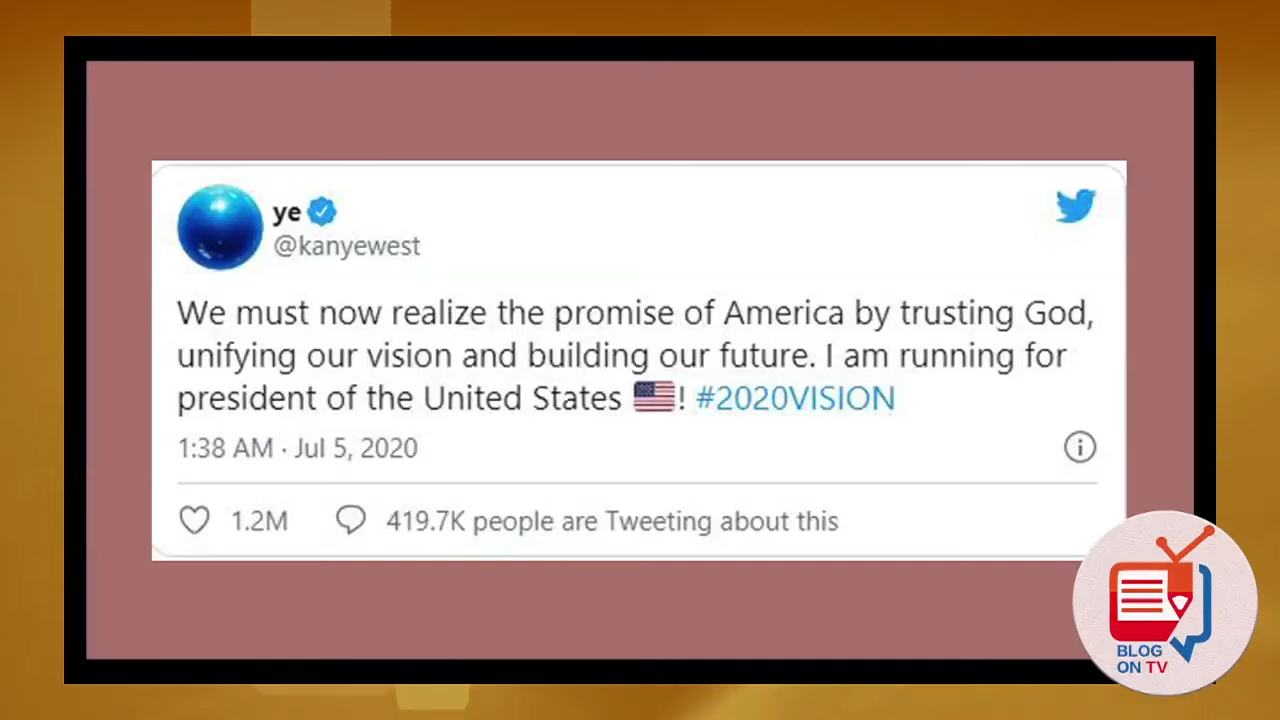 ye
@kanyewest
We must now realize the promise of America by trusting God,
unifying our vision and building our future. I am running for
president of the United States 🇺🇸! #2020VISION
1:38 AM · Jul 5, 2020
1.2M 419.7K people are Tweeting about this
BLOG
ON TV